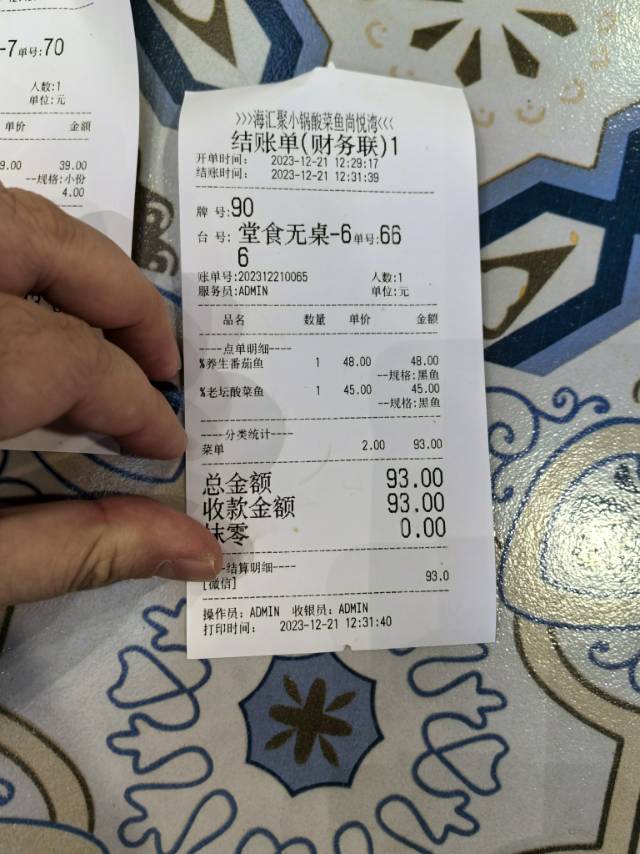 -7单号:70
人数:1
单位:元
单价 金额
9.00 39.00
--规格:小份
4.00
>>>海汇聚小锅酸菜鱼尚悦湾<<<
结账单(财务联)1
开单时间: 2023-12-21 12:29:17
结账时间: 2023-12-21 12:31:39
牌 号:90
台 号: 堂食无桌-6单号:66
6
账单号:202312210065 人数:1
服务员:ADMIN 单位:元
品名 数量 单价 金额
----点单明细----
%养生番茄鱼 1 48.00 48.00
--规格:黑鱼
%老坛酸菜鱼 1 45.00 45.00
--规格:黑鱼
----分类统计----
菜单 2.00 93.00
总金额 93.00
收款金额 93.00
抹零 0.00
-结算明细----
[微信] 93.0
操作员: ADMIN 收银员: ADMIN
打印时间: 2023-12-21 12:31:40